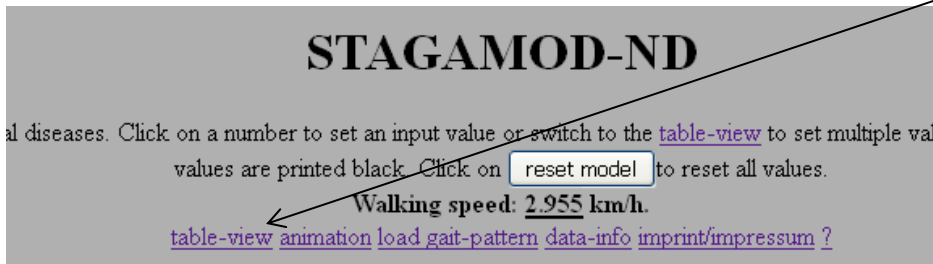 STAGAMOD-ND
al diseases. Click on a number to set an input value or switch to the table-view to set multiple val
values are printed black. Click on reset model to reset all values.
Walking speed: 2.955 km/h.
table-view animation load gait-pattern data-info imprint/impressum ?